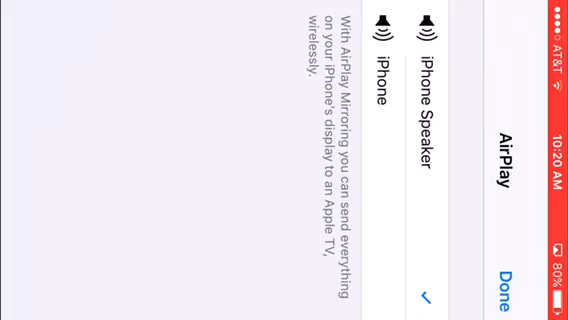 AT&T 10:20 AM 80%
AirPlay Done
iPhone Speaker
iPhone
With AirPlay Mirroring you can send everything
on your iPhone's display to an Apple TV,
wirelessly.